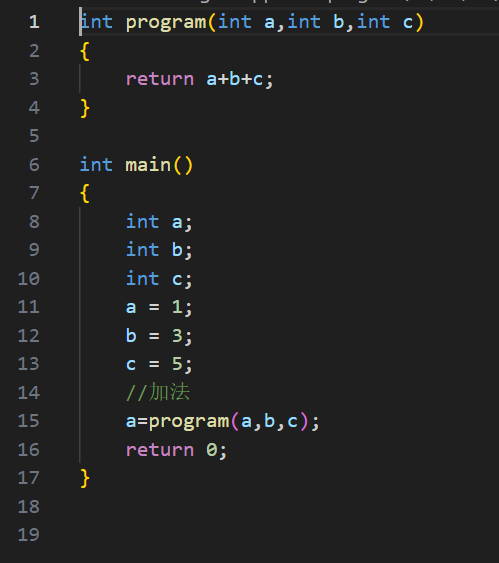 1 int program(int a,int b,int c)
2 {
3     return a+b+c;
4 }
5
6 int main()
7 {
8     int a;
9     int b;
10     int c;
11     a = 1;
12     b = 3;
13     c = 5;
14     //加法
15     a=program(a,b,c);
16     return 0;
17 }
18
19